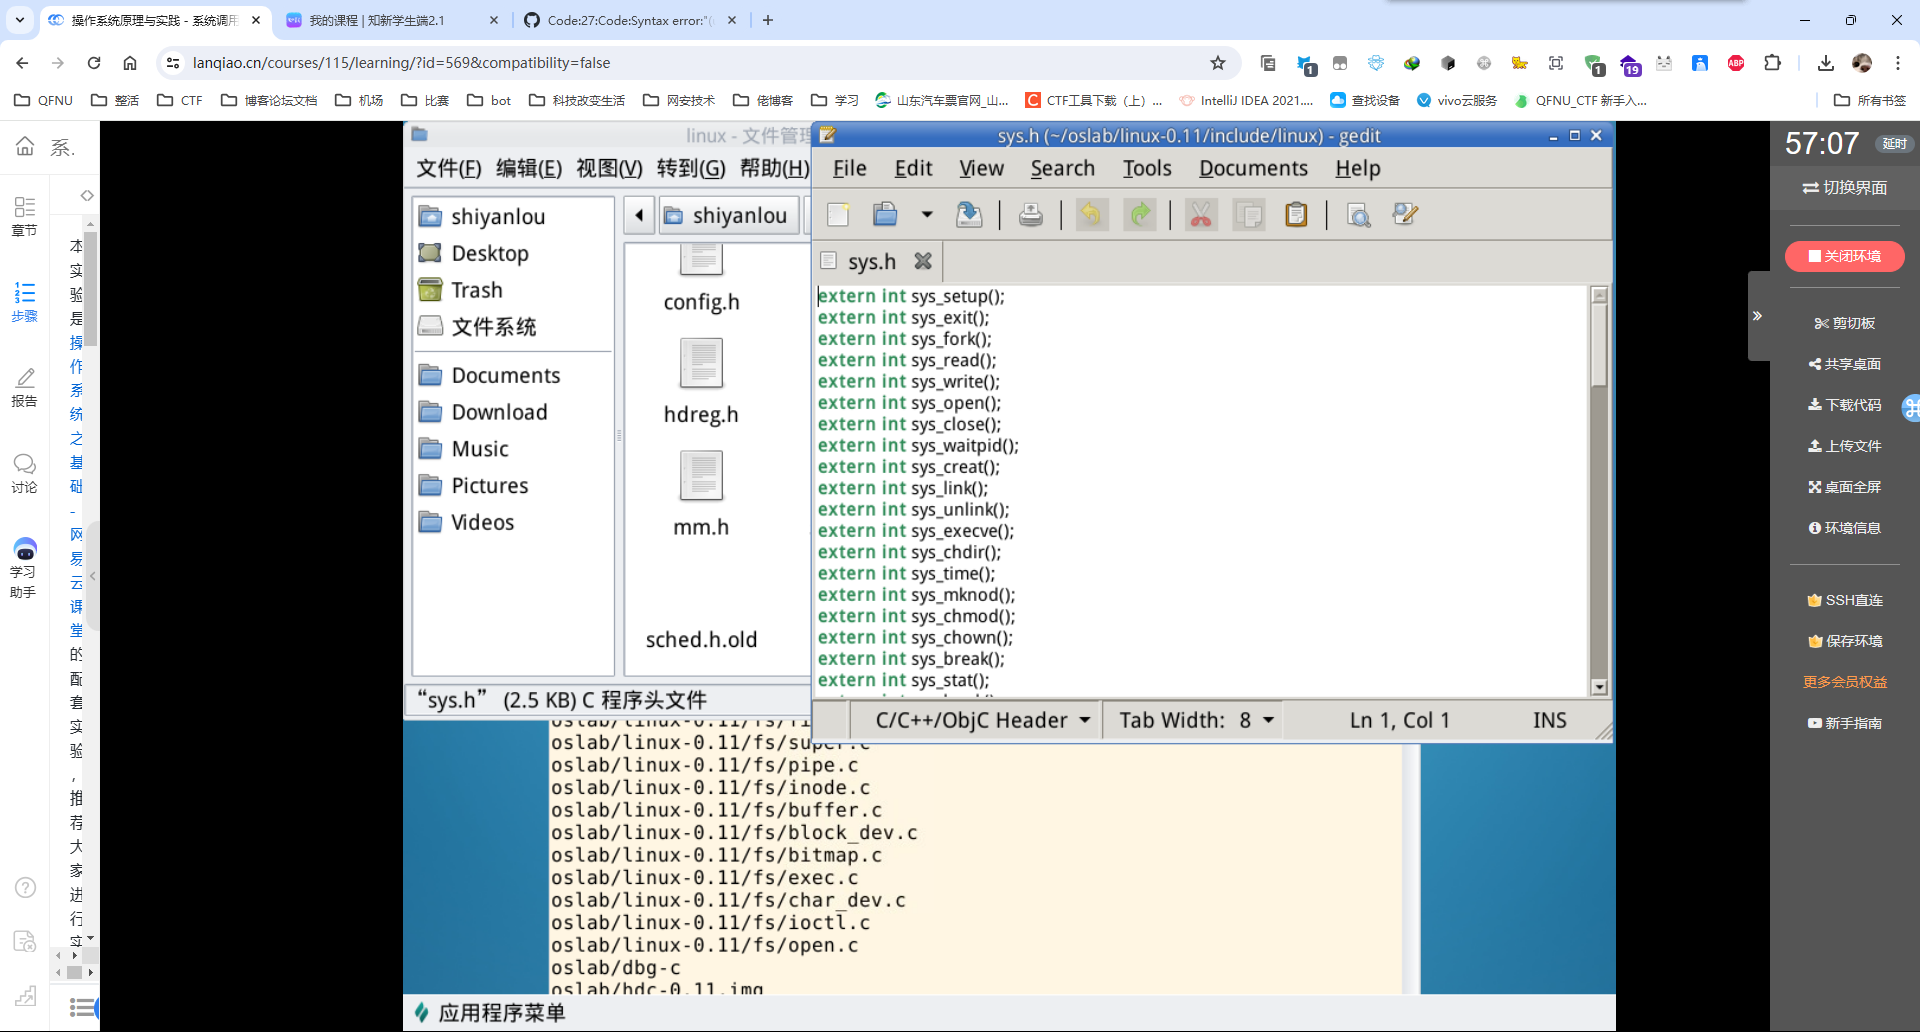 操作系统原理与实践 - 系统调用
我的课程 | 知新学生端2.1
Code:27:Code:Syntax error:"(
lanqiao.cn/courses/115/learning/?id=569&compatibility=false
1
1
19
ABP
QFNU
整活
CTF
博客论坛文档
机场
比赛
bot
科技改变生活
网安技术
佬博客
学习
山东汽车票官网_山...
CTF工具下载（上）...
IntelliJ IDEA 2021....
查找设备
vivo云服务
QFNU_CTF 新手入...
所有书签
系.
章节
步骤
报告
讨论
学习
助手
本
实
验
是
操
作
系
统
之
基
础
-
网
易
云
课
堂
的
配
套
实
验
，
推
荐
大
家
进
行
实
linux - 文件管理
文件(F) 编辑(E) 视图(V) 转到(G) 帮助(H)
shiyanlou
Desktop
Trash
文件系统
Documents
Download
Music
Pictures
Videos
shiyanlou
config.h
hdreg.h
mm.h
sched.h.old
“sys.h” (2.5 KB) C 程序头文件
sys.h (~/oslab/linux-0.11/include/linux) - gedit
File Edit View Search Tools Documents Help
sys.h
extern int sys_setup();
extern int sys_exit();
extern int sys_fork();
extern int sys_read();
extern int sys_write();
extern int sys_open();
extern int sys_close();
extern int sys_waitpid();
extern int sys_creat();
extern int sys_link();
extern int sys_unlink();
extern int sys_execve();
extern int sys_chdir();
extern int sys_time();
extern int sys_mknod();
extern int sys_chmod();
extern int sys_chown();
extern int sys_break();
extern int sys_stat();
C/C++/ObjC Header Tab Width: 8 Ln 1, Col 1 INS
oslab/linux-0.11/fs/super.c
oslab/linux-0.11/fs/pipe.c
oslab/linux-0.11/fs/inode.c
oslab/linux-0.11/fs/buffer.c
oslab/linux-0.11/fs/block_dev.c
oslab/linux-0.11/fs/bitmap.c
oslab/linux-0.11/fs/exec.c
oslab/linux-0.11/fs/char_dev.c
oslab/linux-0.11/fs/ioctl.c
oslab/linux-0.11/fs/open.c
oslab/dbg-c
oslab/hdc-0.11.img
应用程序菜单
57:07 延时
切换界面
关闭环境
剪切板
共享桌面
下载代码
上传文件
桌面全屏
环境信息
SSH直连
保存环境
更多会员权益
新手指南